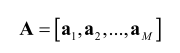 A = [a₁, a₂, ..., a_M]